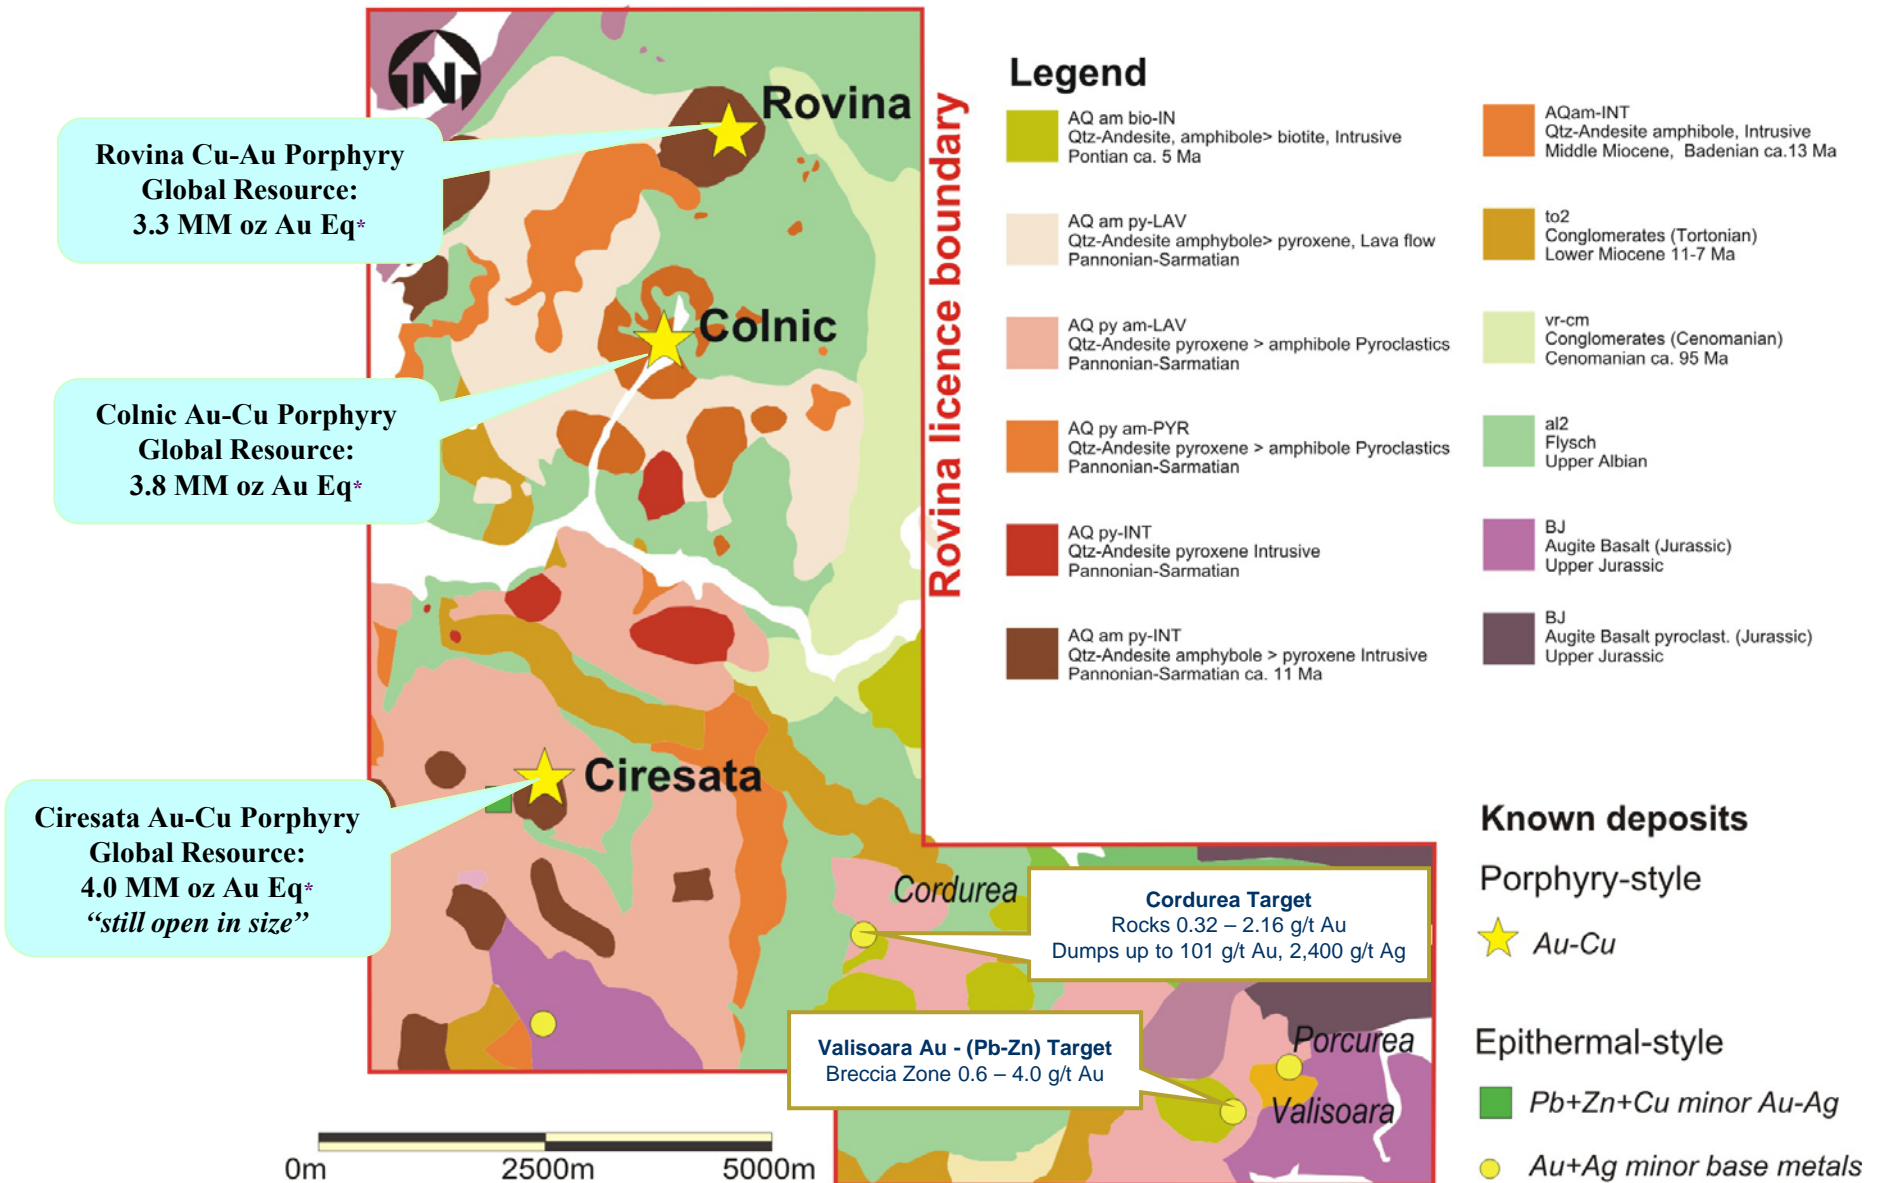 N
Rovina
Rovina Cu-Au Porphyry
Global Resource:
3.3 MM oz Au Eq*
Colnic
Colnic Au-Cu Porphyry
Global Resource:
3.8 MM oz Au Eq*
Ciresata
Ciresata Au-Cu Porphyry
Global Resource:
4.0 MM oz Au Eq*
“still open in size”
Rovina licence boundary
Legend
AQ am bio-IN
Qtz-Andesite, amphibole> biotite, Intrusive
Pontian ca. 5 Ma
AQ am py-LAV
Qtz-Andesite amphybole> pyroxene, Lava flow
Pannonian-Sarmatian
AQ py am-LAV
Qtz-Andesite pyroxene > amphibole Pyroclastics
Pannonian-Sarmatian
AQ py am-PYR
Qtz-Andesite pyroxene > amphibole Pyroclastics
Pannonian-Sarmatian
AQ py-INT
Qtz-Andesite pyroxene Intrusive
Pannonian-Sarmatian
AQ am py-INT
Qtz-Andesite amphybole > pyroxene Intrusive
Pannonian-Sarmatian ca. 11 Ma
AQam-INT
Qtz-Andesite amphibole, Intrusive
Middle Miocene, Badenian ca.13 Ma
to2
Conglomerates (Tortonian)
Lower Miocene 11-7 Ma
vr-cm
Conglomerates (Cenomanian)
Cenomanian ca. 95 Ma
al2
Flysch
Upper Albian
BJ
Augite Basalt (Jurassic)
Upper Jurassic
BJ
Augite Basalt pyroclast. (Jurassic)
Upper Jurassic
Known deposits
Porphyry-style
Au-Cu
Epithermal-style
Pb+Zn+Cu minor Au-Ag
Au+Ag minor base metals
Cordurea
Cordurea Target
Rocks 0.32 – 2.16 g/t Au
Dumps up to 101 g/t Au, 2,400 g/t Ag
Valisoara Au - (Pb-Zn) Target
Breccia Zone 0.6 – 4.0 g/t Au
Porcurea
Valisoara
0m
2500m
5000m